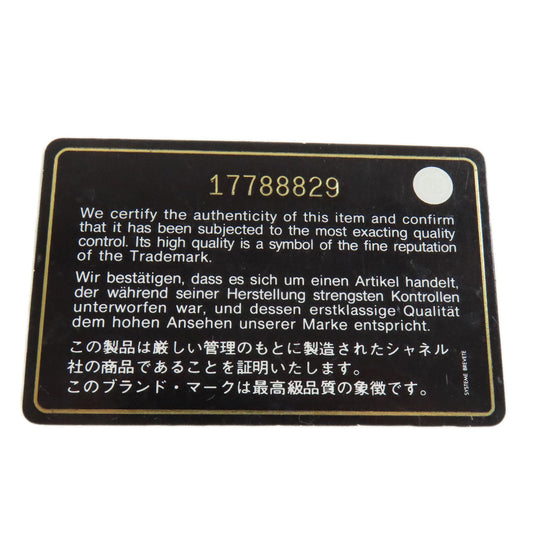 17788829
We certify the authenticity of this item and confirm
that it has been subjected to the most exacting quality
control. Its high quality is a symbol of the fine reputation
of the Trademark.
Wir bestätigen, dass es sich um einen Artikel handelt,
der während seiner Herstellung strengsten Kontrollen
unterworfen war, und dessen erstklassige Qualität
dem hohen Ansehen unserer Marke entspricht.
この製品は厳しい管理のもとに製造されたシャネル
社の商品であることを証明いたします。
このブランド・マークは最高級品質の象徴です。
SYSTEME BREVETE